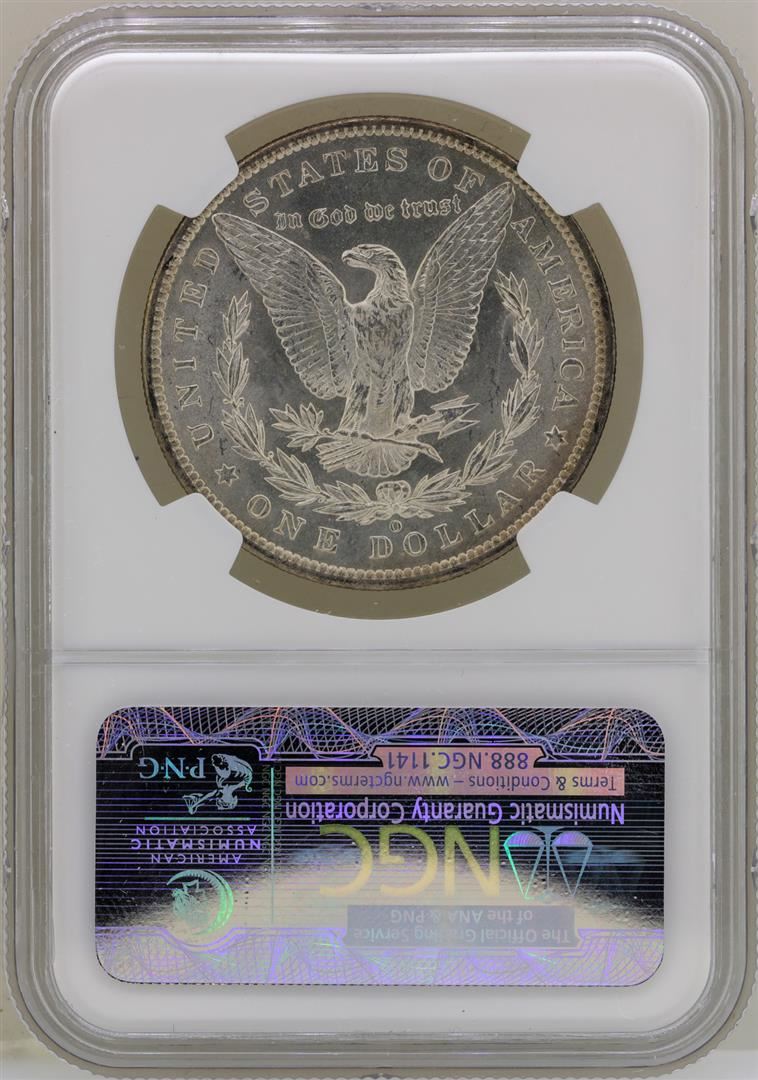 UNITED STATES OF AMERICA
In God we trust
O
ONE DOLLAR
The Official Grading Service
of the ANA & PNG
NGC
Numismatic Guaranty Corporation
Terms & Conditions – www.ngcterms.com
888.NGC.1141
AMERICAN
NUMISMATIC
ASSOCIATION
PNG